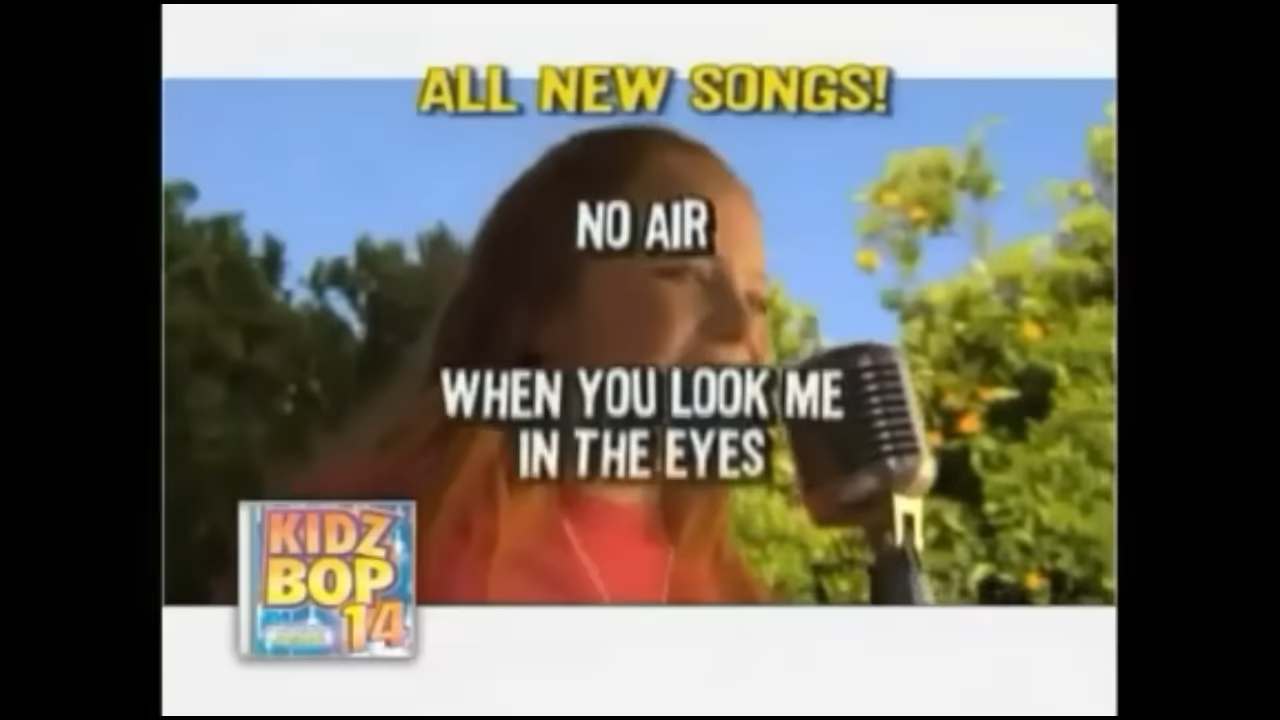 ALL NEW SONGS!
NO AIR
WHEN YOU LOOK ME
IN THE EYES
KIDZ
BOP
14